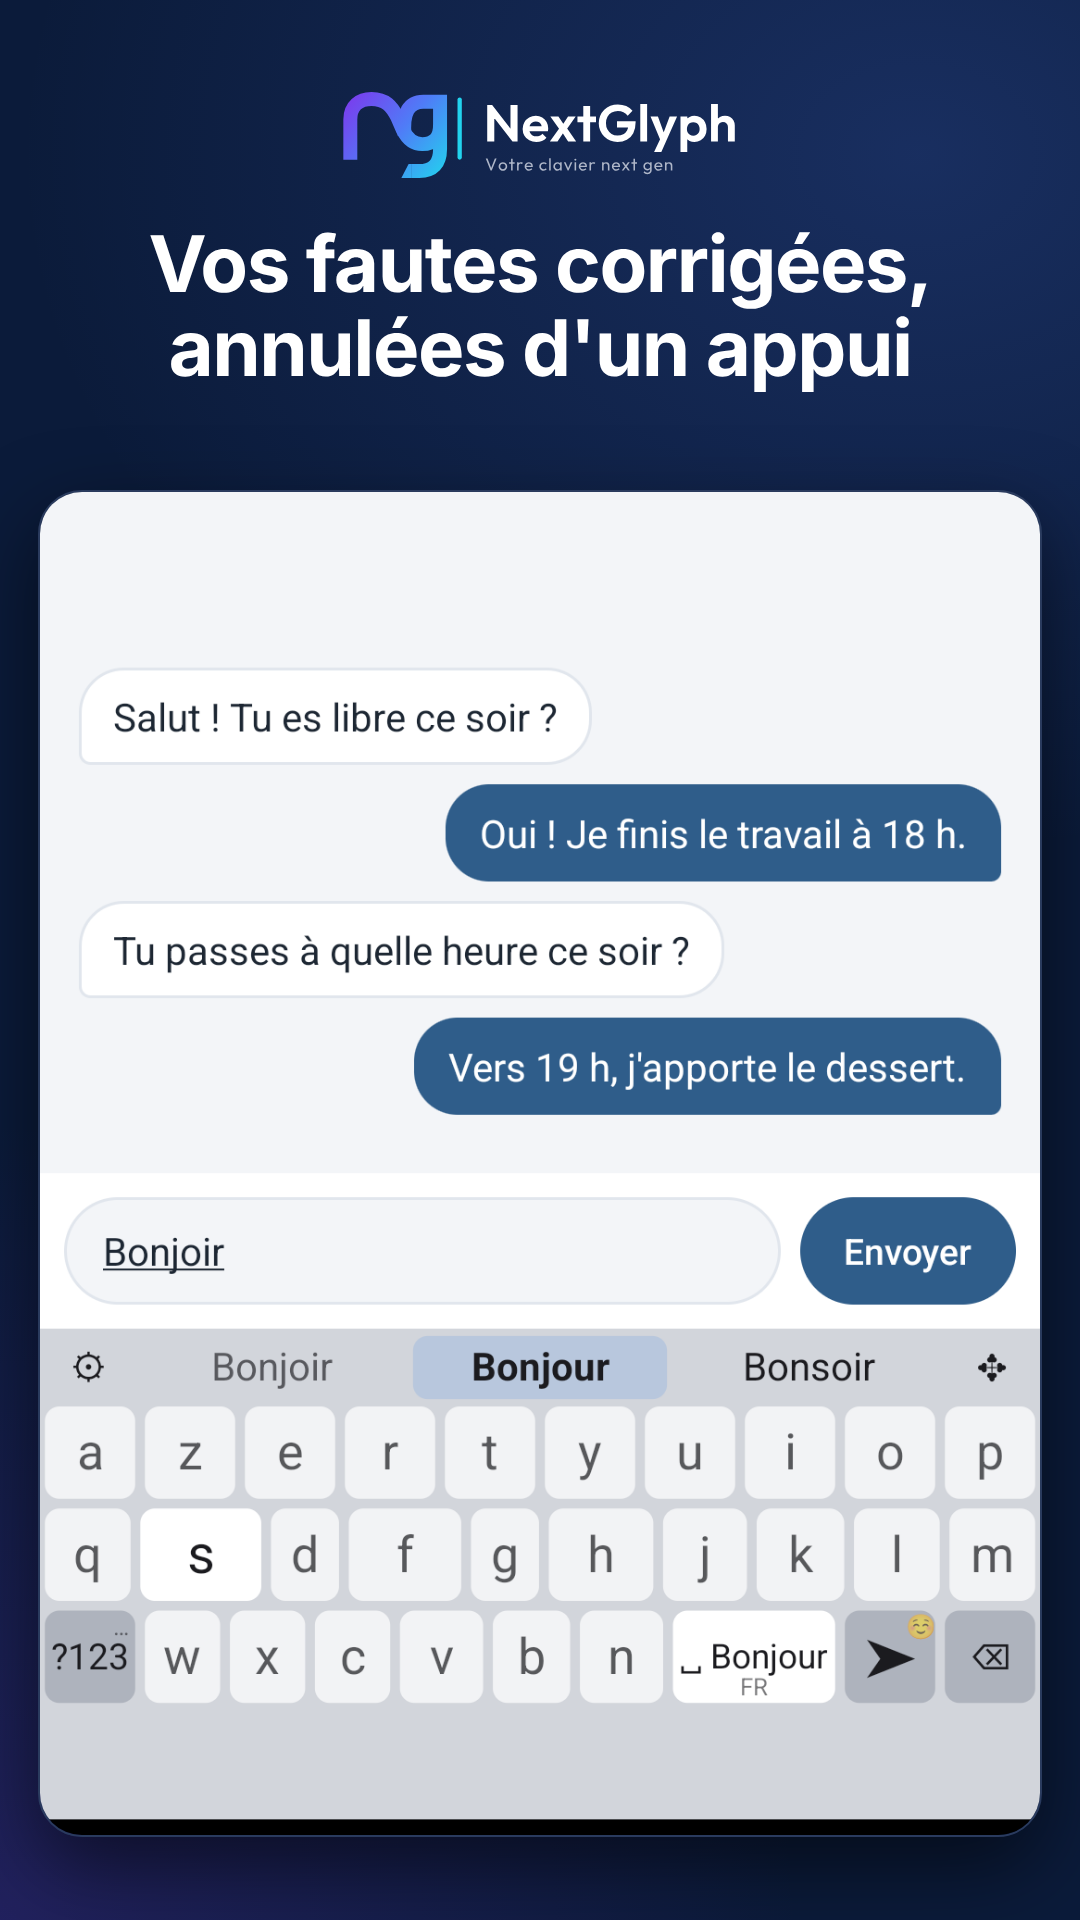 NextGlyph
Votre clavier next gen
Vos fautes corrigées,
annulées d'un appui
Salut ! Tu es libre ce soir ?
Oui ! Je finis le travail à 18 h.
Tu passes à quelle heure ce soir ?
Vers 19 h, j'apporte le dessert.
Bonjoir Envoyer
Bonjoir Bonjour Bonsoir
a z e r t y u i o p
q s d f g h j k l m
?123 w x c v b n Bonjour
FR